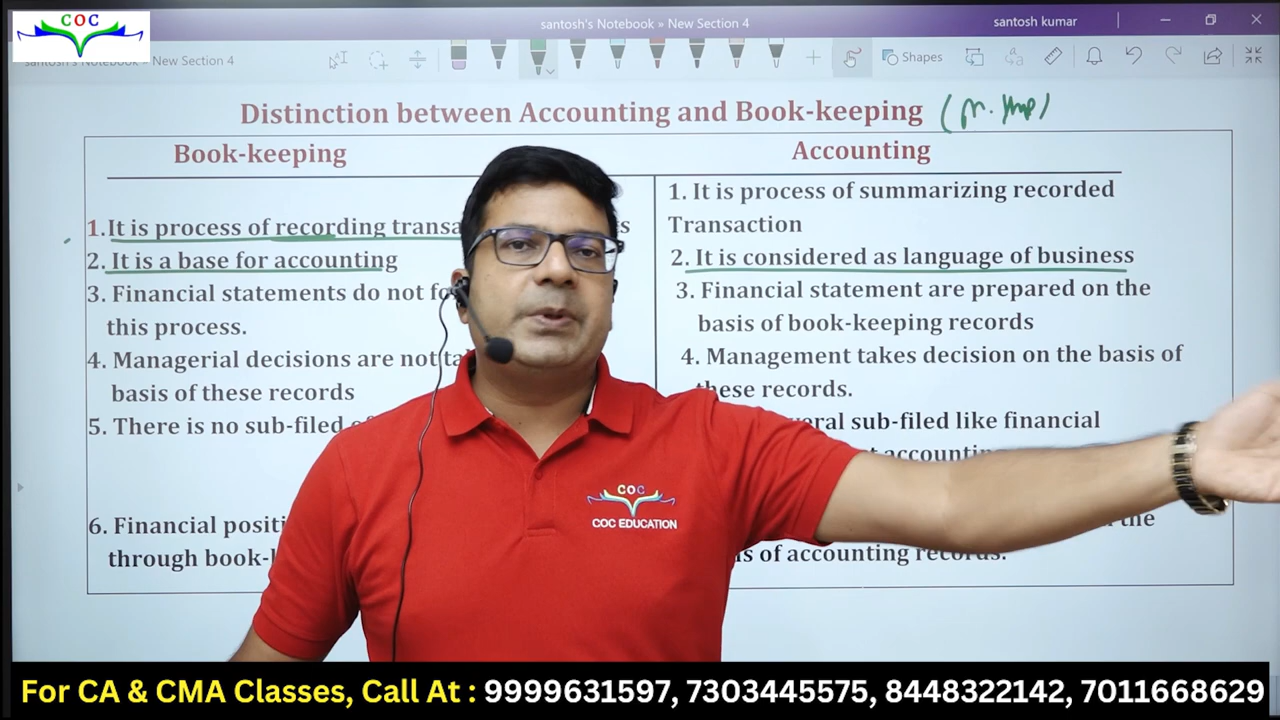 COC
santosh's Notebook » New Section 4
santosh kumar
santosh's Notebook » New Section 4
Shapes
Distinction between Accounting and Book-keeping
Book-keeping
Accounting
1.It is process of recording
2. It is a base for accounting
3. Financial statements do not
this process.
4. Managerial decisions are not
basis of these records
5. There is no sub-filed
6. Financial
through
1. It is process of summarizing recorded
Transaction
2. It is considered as language of business
3. Financial statement are prepared on the
basis of book-keeping records
4. Management takes decision on the basis of
these records.
sub-filed like financial
the
of accounting records.
COC
COC EDUCATION
For CA & CMA Classes, Call At : 9999631597, 7303445575, 8448322142, 7011668629